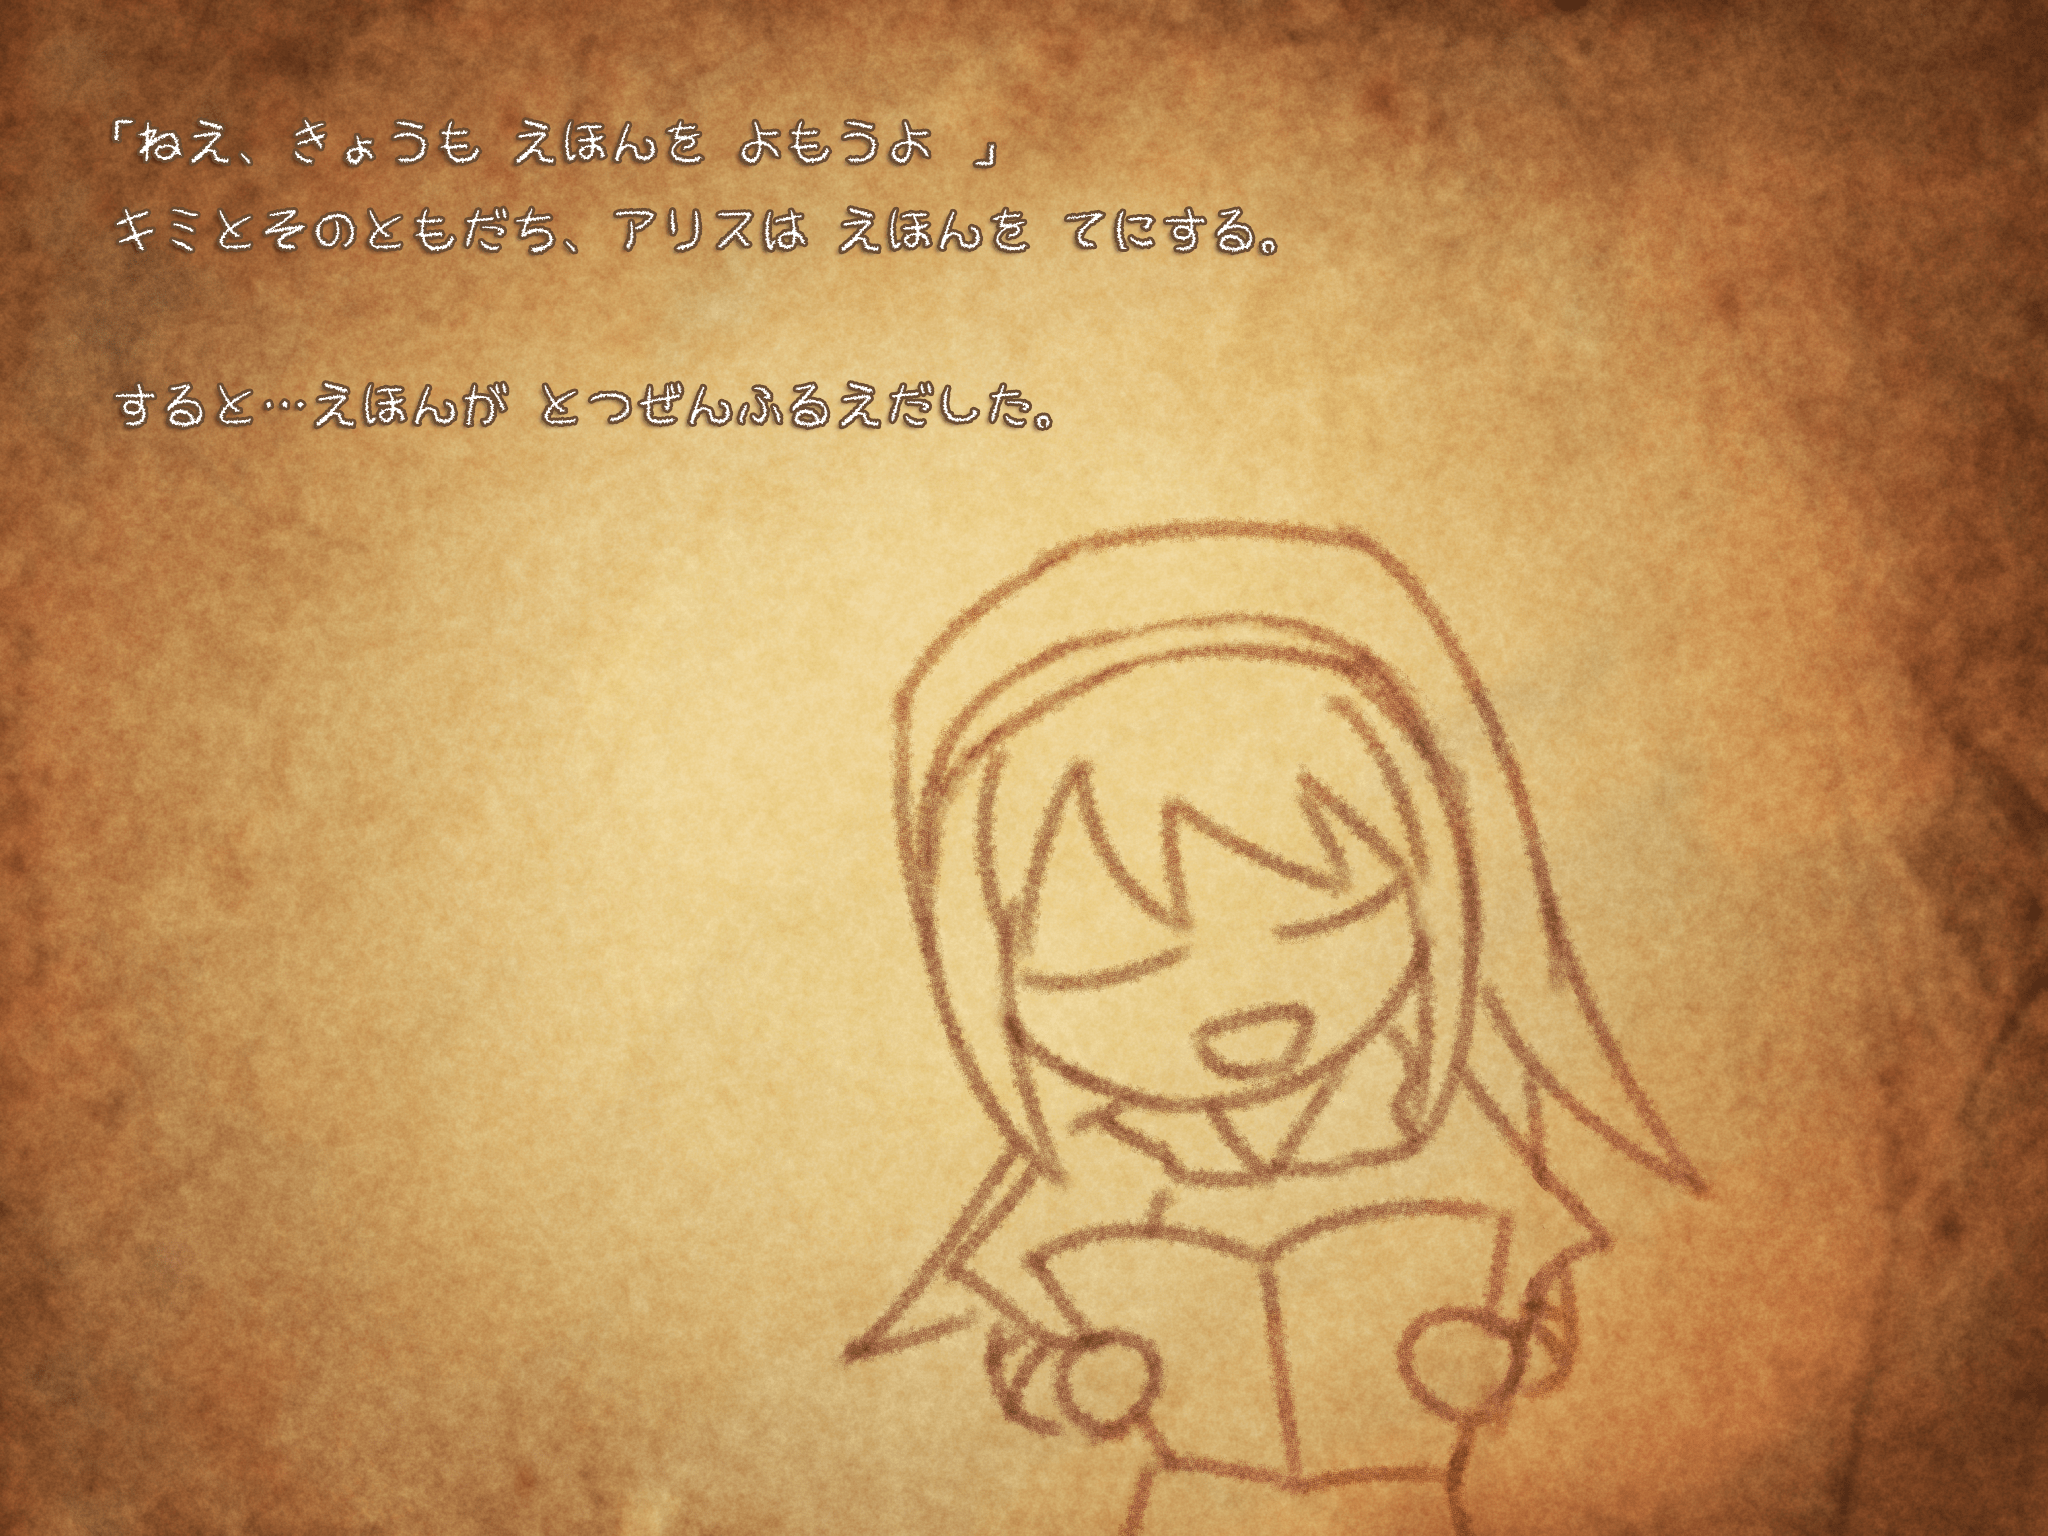 「ねえ、きょうも えほんを よもうよ 」
キミとそのともだち、アリスは えほんを てにする。
すると…えほんが とつぜんふるえだした。